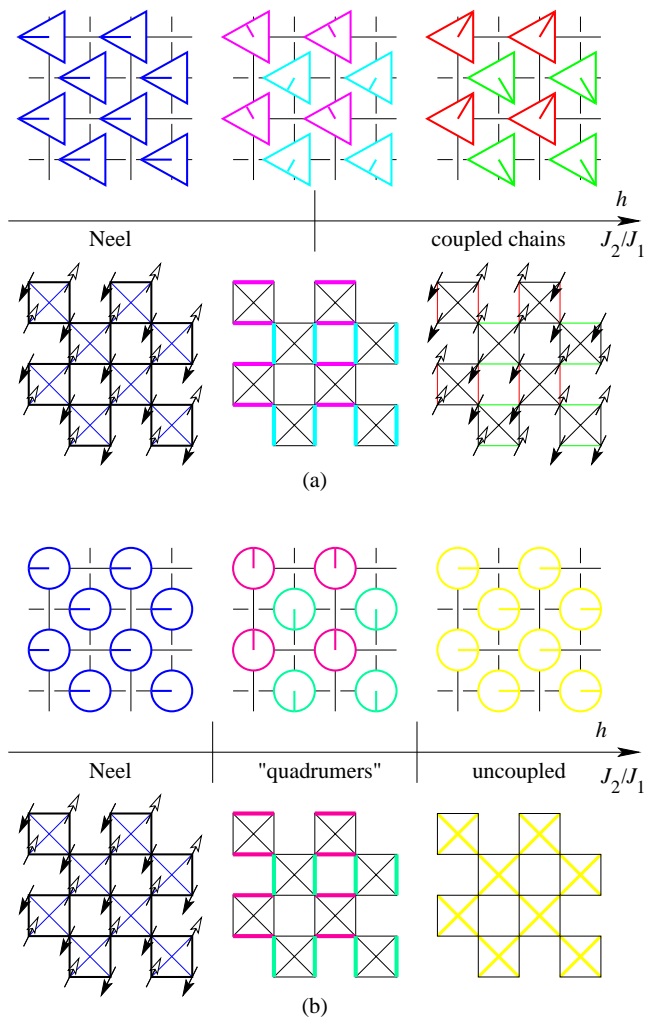 h
Neel coupled chains J2/J1
(a)
h
Neel "quadrumers" uncoupled J2/J1
(b)